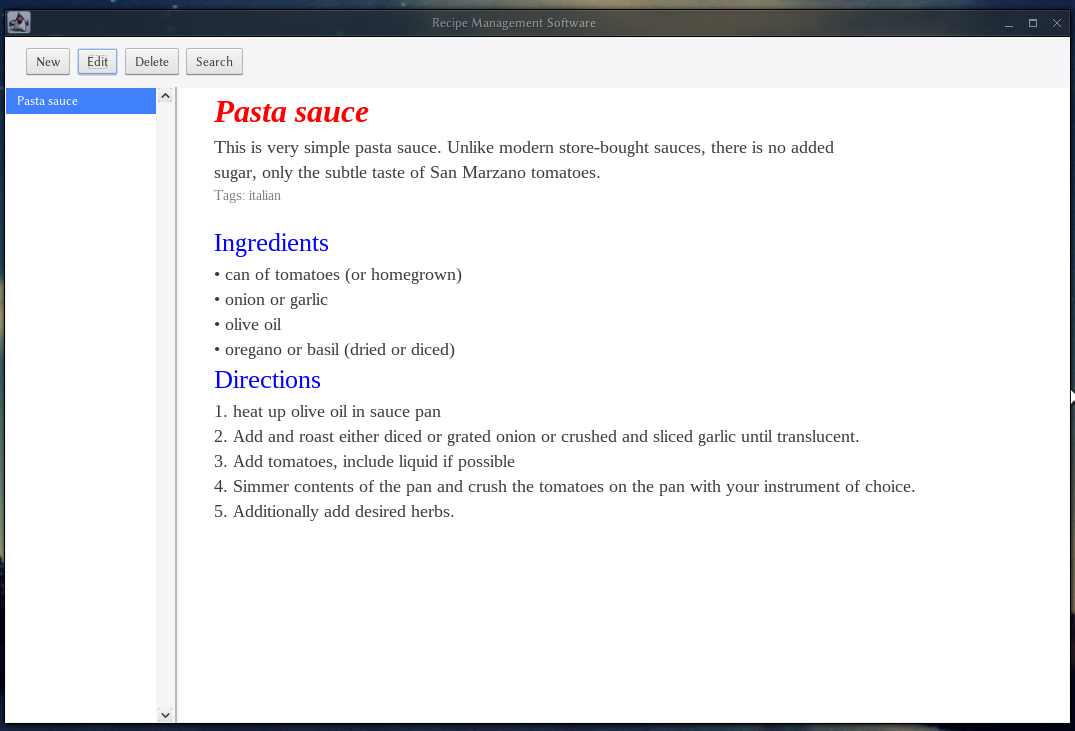 Recipe Management Software
New Edit Delete Search
Pasta sauce
Pasta sauce
This is very simple pasta sauce. Unlike modern store-bought sauces, there is no added
sugar, only the subtle taste of San Marzano tomatoes.
Tags: italian
Ingredients
• can of tomatoes (or homegrown)
• onion or garlic
• olive oil
• oregano or basil (dried or diced)
Directions
1. heat up olive oil in sauce pan
2. Add and roast either diced or grated onion or crushed and sliced garlic until translucent.
3. Add tomatoes, include liquid if possible
4. Simmer contents of the pan and crush the tomatoes on the pan with your instrument of choice.
5. Additionally add desired herbs.